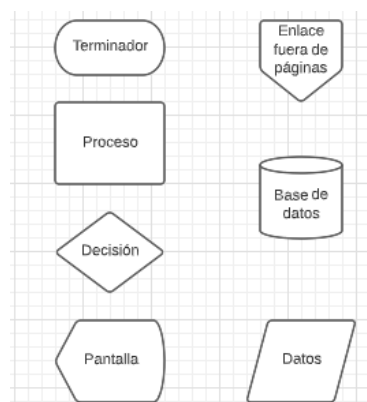 Terminador
Enlace
fuera de
páginas
Proceso
Base de
datos
Decisión
Pantalla
Datos